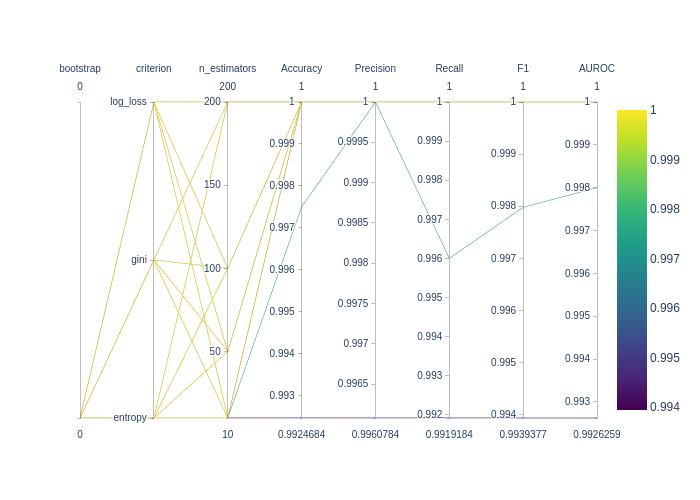 bootstrap criterion n_estimators Accuracy Precision Recall F1 AUROC
0 200 1 1 1 1 1
log_loss 200 1 1 1 1 1 1
0.999 0.9995 0.999 0.999 0.999 0.999
150 0.998 0.999 0.998 0.998 0.998 0.998
0.997 0.9985 0.997 0.997 0.997 0.997
gini 100 0.996 0.998 0.996 0.996 0.996 0.996
0.995 0.9975 0.995 0.995 0.995
50 0.994 0.997 0.994 0.995 0.994 0.995
0.993 0.9965 0.993 0.993 0.994
entropy 0.992 0.994
0 10 0.9924684 0.9960784 0.9919184 0.9939377 0.9926259